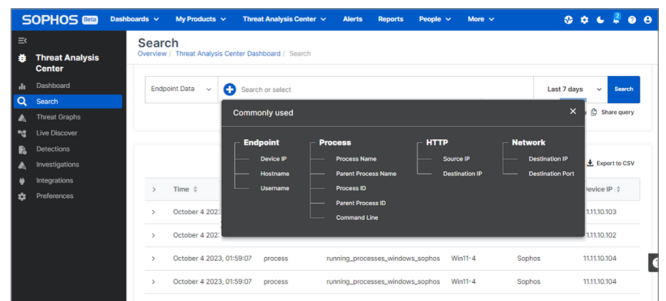 SOPHOS Beta Dashboards My Products Threat Analysis Center Alerts Reports People More
2
Threat Analysis Center
Dashboard
Search
Threat Graphs
Live Discover
Detections
Investigations
Integrations
Preferences
Search
Overview / Threat Analysis Center Dashboard / Search
Endpoint Data Search or select Last 7 days Search
Share query
Commonly used
Endpoint
Device IP
Hostname
Username
Process
Process Name
Parent Process Name
Process ID
Parent Process ID
Command Line
HTTP
Source IP
Destination IP
Network
Destination IP
Destination Port
Export to CSV
Time Device IP
October 4 202 11.11.10.103
October 4 202 11.11.10.102
October 4 2023, 01:59:07 process running_processes_windows_sophos Win11-4 Sophos 11.11.10.104
October 4 2023, 01:59:07 process running_processes_windows_sophos Win11-4 Sophos 11.11.10.104